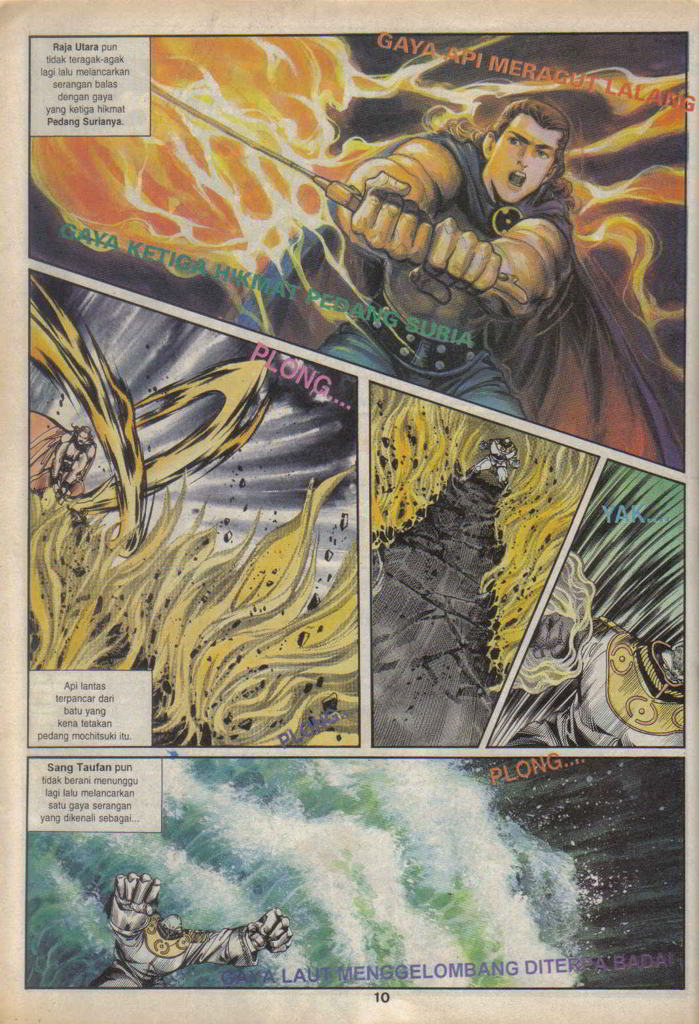 Raja Utara pun
tidak teragak-agak
lagi lalu melancarkan
serangan balas
dengan gaya
yang ketiga hikmat
Pedang Surianya.
GAYA API MERAGUT LALANG
GAYA KETIGA HIKMAT PEDANG SURIA
PLONG....
YAK....
Api lantas
terpancar dari
batu yang
kena tetakan
pedang mochitsuki itu.
PLONG..
Sang Taufan pun
tidak berani menunggu
lagi lalu melancarkan
satu gaya serangan
yang dikenali sebagai...
PLONG....
GAYA LAUT MENGGELOMBANG DITERPA BADAI
10